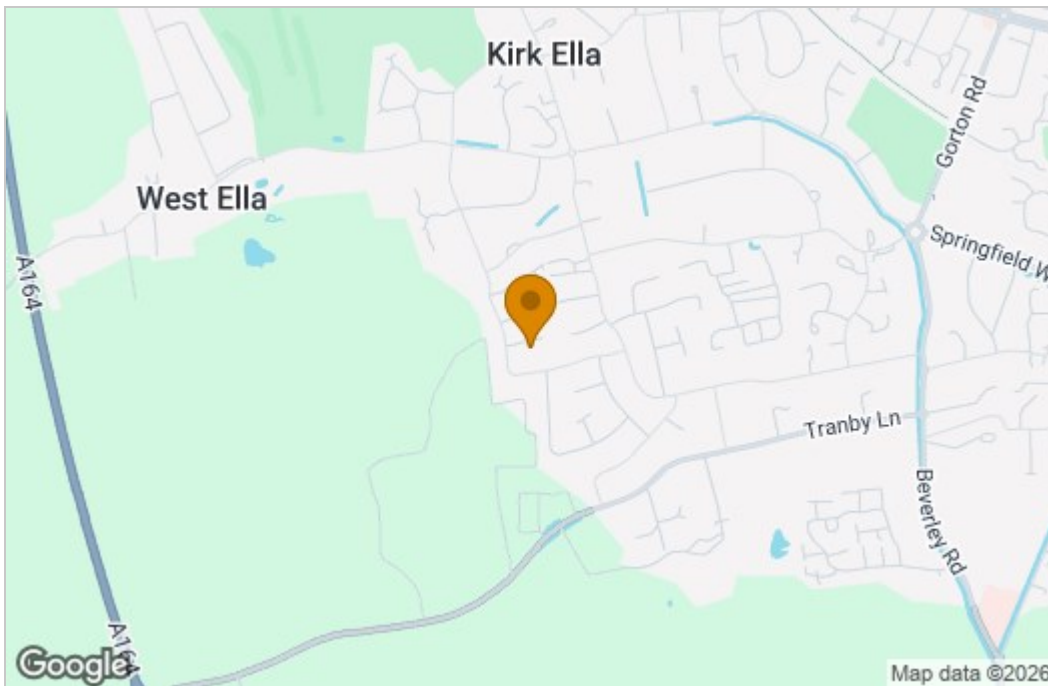 Kirk Ella
Gorton Rd
West Ella
Springfield W
A164
Tranby Ln
Beverley Rd
A164
Google
Map data ©2026